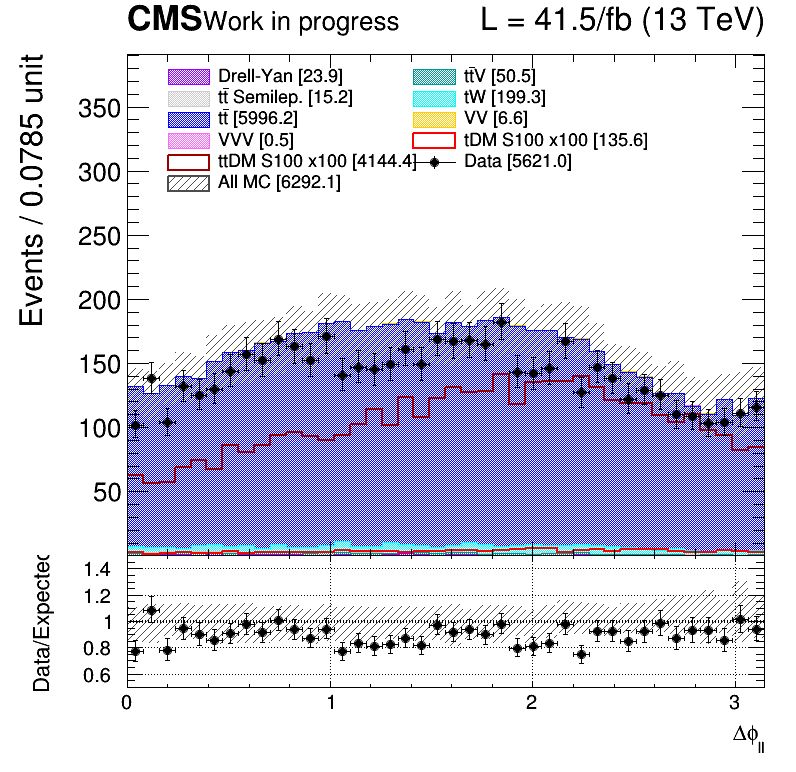 CMS Work in progress L = 41.5/fb (13 TeV)
Events / 0.0785 unit
Drell-Yan [23.9] tt̄V [50.5]
tt̄ Semilep. [15.2] tW [199.3]
tt̄ [5996.2] VV [6.6]
VVV [0.5] tDM S100 x100 [135.6]
ttDM S100 x100 [4144.4] Data [5621.0]
All MC [6292.1]
350
300
250
200
150
100
50
Data/Expected
1.4
1.2
1
0.8
0.6
0 1 2 3
Δϕll